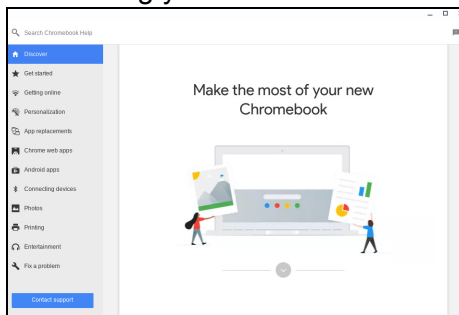 Search Chromebook Help
Discover
Get started
Getting online
Personalization
App replacements
Chrome web apps
Android apps
Connecting devices
Photos
Printing
Entertainment
Fix a problem
Contact support
Make the most of your new
Chromebook